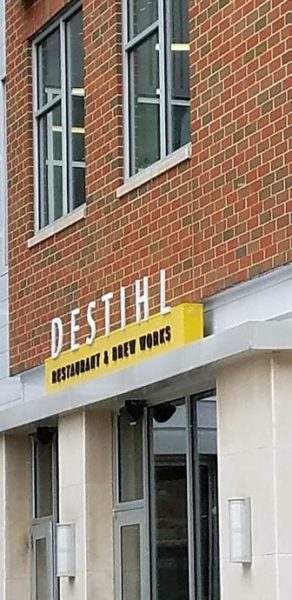 DESTIHL
RESTAURANT & BREW WORKS